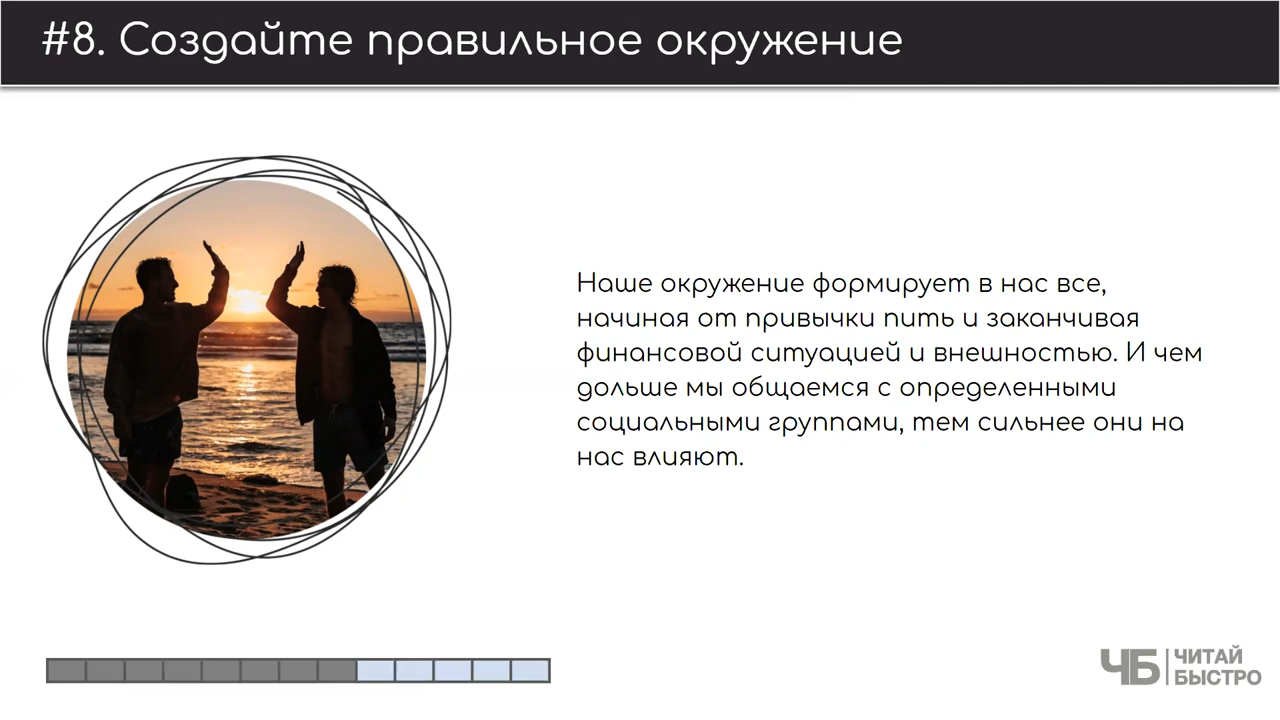 #8. Создайте правильное окружение
Наше окружение формирует в нас все,
начиная от привычки пить и заканчивая
финансовой ситуацией и внешностью. И чем
дольше мы общаемся с определенными
социальными группами, тем сильнее они на
нас влияют.
ЧБ
ЧИТАЙ
БЫСТРО